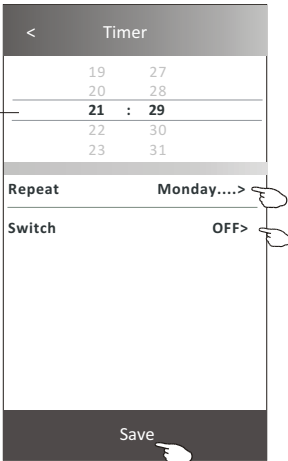 < Timer
19 27
20 28
21 : 29
22 30
23 31
Repeat Monday....>
Switch OFF>
Save